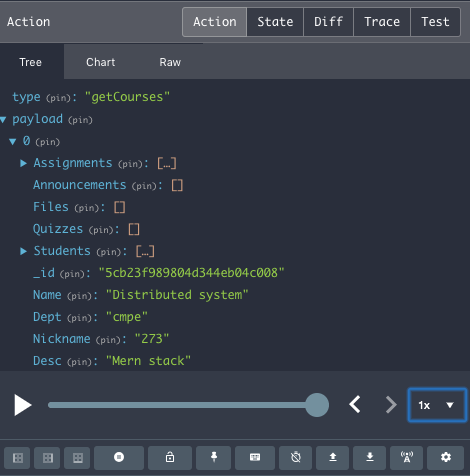 Action Action State Diff Trace Test
Tree Chart Raw
type (pin): "getCourses"
▼ payload (pin)
▼ 0 (pin)
▶ Assignments (pin): […]
Announcements (pin): []
Files (pin): []
Quizzes (pin): []
▶ Students (pin): […]
_id (pin): "5cb23f989804d344eb04c008"
Name (pin): "Distributed system"
Dept (pin): "cmpe"
Nickname (pin): "273"
Desc (pin): "Mern stack"
1x